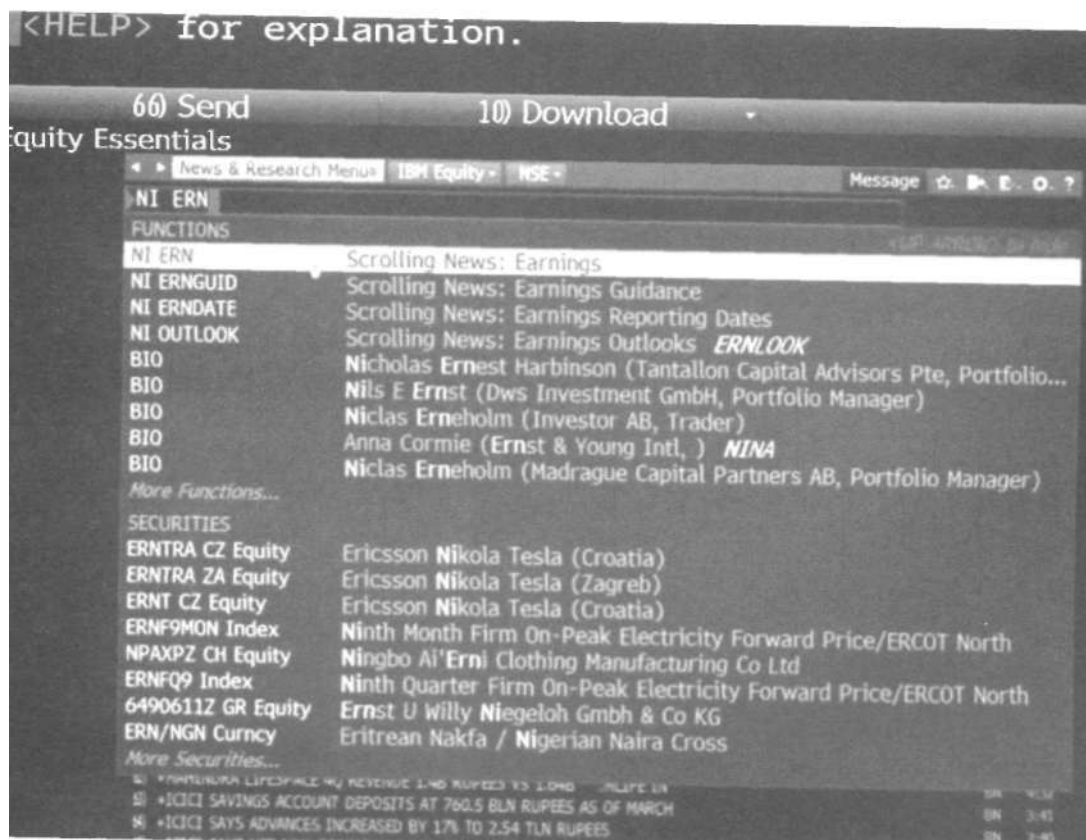 <HELP> for explanation.
66) Send 10) Download
Equity Essentials
News & Research Menu IBM Equity NSE Message ?
NI ERN
FUNCTIONS
NI ERN Scrolling News: Earnings
NI ERNGUID Scrolling News: Earnings Guidance
NI ERNDATE Scrolling News: Earnings Reporting Dates
NI OUTLOOK Scrolling News: Earnings Outlooks ERNLOOK
BIO Nicholas Ernest Harbinson (Tantallon Capital Advisors Pte, Portfolio...
BIO Nils E Ernst (Dws Investment GmbH, Portfolio Manager)
BIO Niclas Erneholm (Investor AB, Trader)
BIO Anna Cormie (Ernst & Young Intl, ) NINA
BIO Niclas Erneholm (Madrague Capital Partners AB, Portfolio Manager)
More Functions...
SECURITIES
ERNTRA CZ Equity Ericsson Nikola Tesla (Croatia)
ERNTRA ZA Equity Ericsson Nikola Tesla (Zagreb)
ERNT CZ Equity Ericsson Nikola Tesla (Croatia)
ERNF9MON Index Ninth Month Firm On-Peak Electricity Forward Price/ERCOT North
NPAXPZ CH Equity Ningbo Ai'Erni Clothing Manufacturing Co Ltd
ERNFQ9 Index Ninth Quarter Firm On-Peak Electricity Forward Price/ERCOT North
6490611Z GR Equity Ernst U Willy Niegeloh Gmbh & Co KG
ERN/NGN Curncy Eritrean Nakfa / Nigerian Naira Cross
More Securities...
LIFESPACE 4Q REVENUE RUPEES VS
ICICI SAVINGS ACCOUNT DEPOSITS AT 760.5 BLN RUPEES AS OF MARCH BN 3:41
ICICI SAYS ADVANCES INCREASED BY 17% TO 2.54 TLN RUPEES